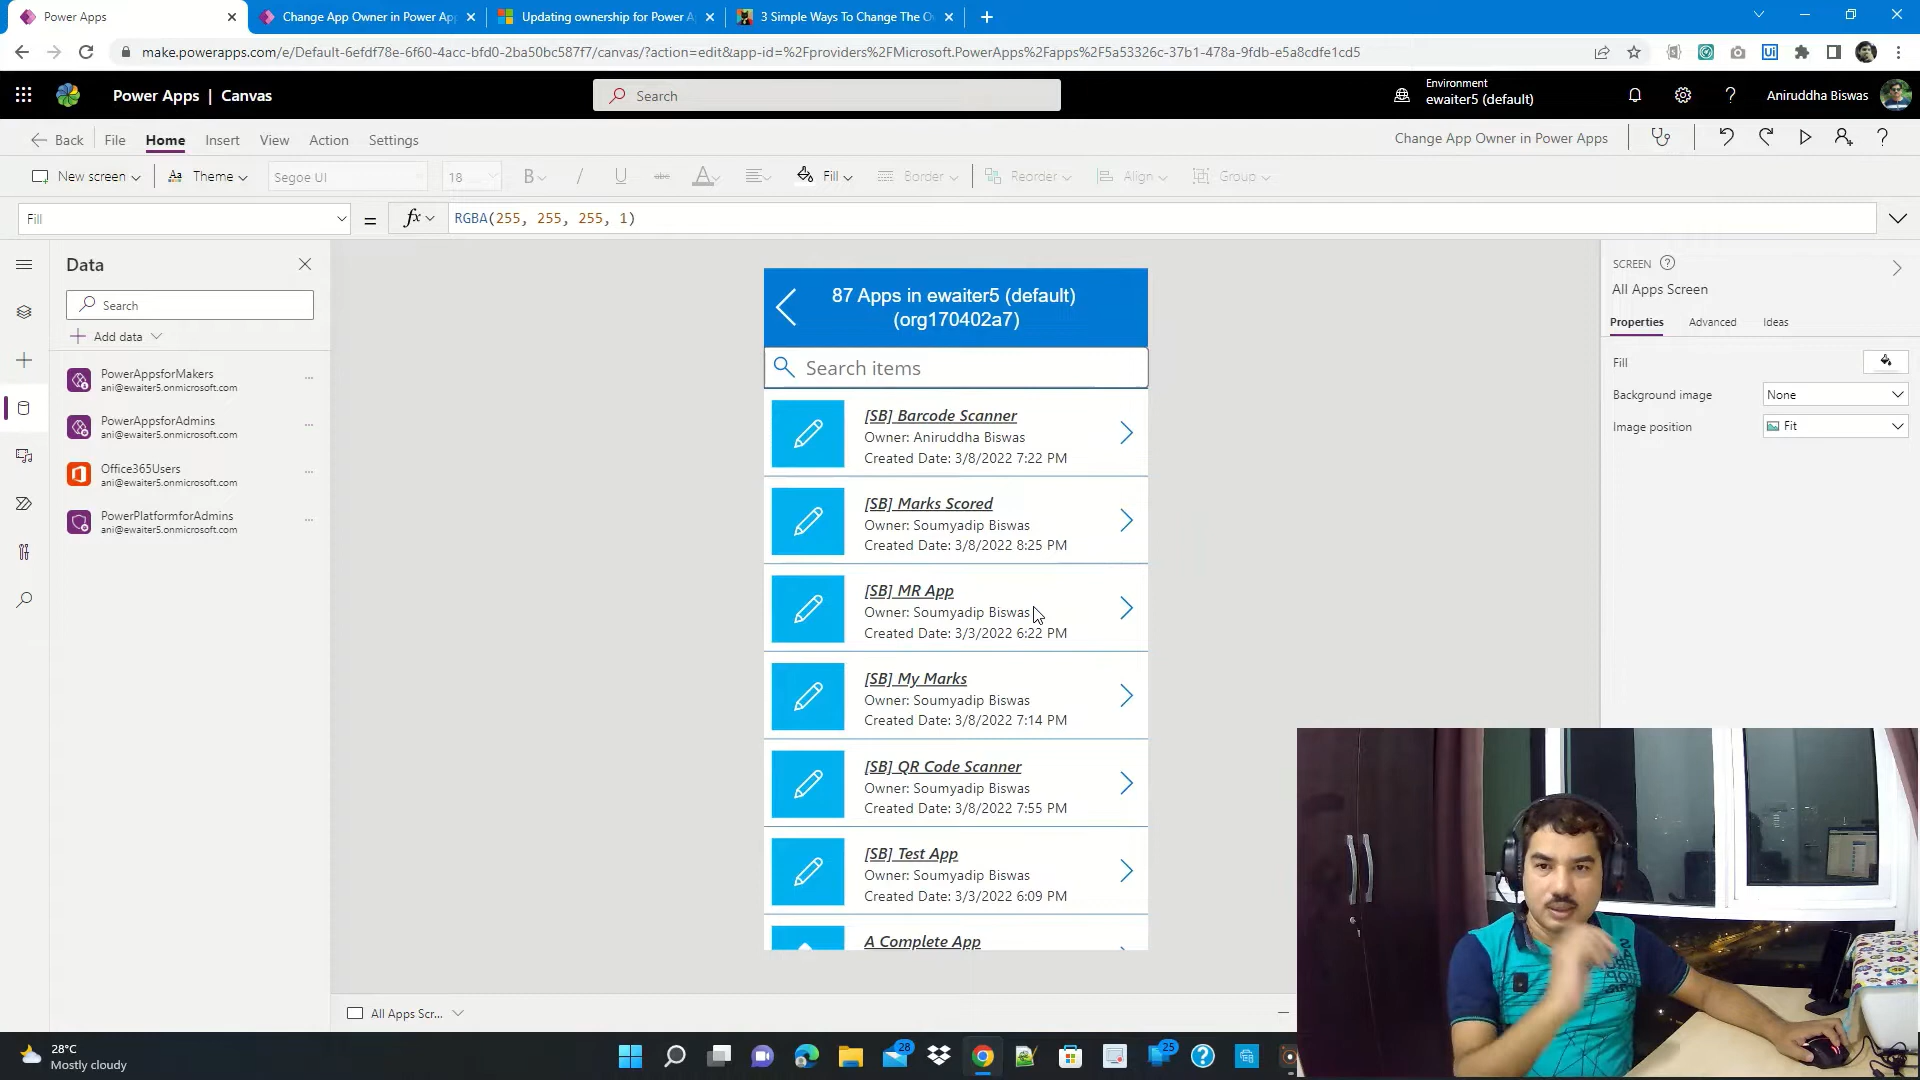 Power Apps
Change App Owner in Power App
Updating ownership for Power A
3 Simple Ways To Change The O
make.powerapps.com/e/Default-6efdf78e-6f60-4acc-bfd0-2ba50bc587f7/canvas/?action=edit&app-id=%2Fproviders%2FMicrosoft.PowerApps%2Fapps%2F5a53326c-37b1-478a-9fdb-e5a8cdfe1cd5
Power Apps | Canvas
Search
Environment
ewaiter5 (default)
Aniruddha Biswas
Back File Home Insert View Action Settings
Change App Owner in Power Apps
New screen Theme Segoe UI 18 B Fill Border Reorder Align Group
Fill = fx RGBA(255, 255, 255, 1)
Data
Search
Add data
PowerAppsforMakers
ani@ewaiter5.onmicrosoft.com
PowerAppsforAdmins
ani@ewaiter5.onmicrosoft.com
Office365Users
ani@ewaiter5.onmicrosoft.com
PowerPlatformforAdmins
ani@ewaiter5.onmicrosoft.com
87 Apps in ewaiter5 (default)
(org170402a7)
Search items
[SB] Barcode Scanner
Owner: Aniruddha Biswas
Created Date: 3/8/2022 7:22 PM
[SB] Marks Scored
Owner: Soumyadip Biswas
Created Date: 3/8/2022 8:25 PM
[SB] MR App
Owner: Soumyadip Biswas
Created Date: 3/3/2022 6:22 PM
[SB] My Marks
Owner: Soumyadip Biswas
Created Date: 3/8/2022 7:14 PM
[SB] QR Code Scanner
Owner: Soumyadip Biswas
Created Date: 3/8/2022 7:55 PM
[SB] Test App
Owner: Soumyadip Biswas
Created Date: 3/3/2022 6:09 PM
A Complete App
SCREEN
All Apps Screen
Properties Advanced Ideas
Fill
Background image None
Image position Fit
All Apps Scr...
28°C
Mostly cloudy
28
25